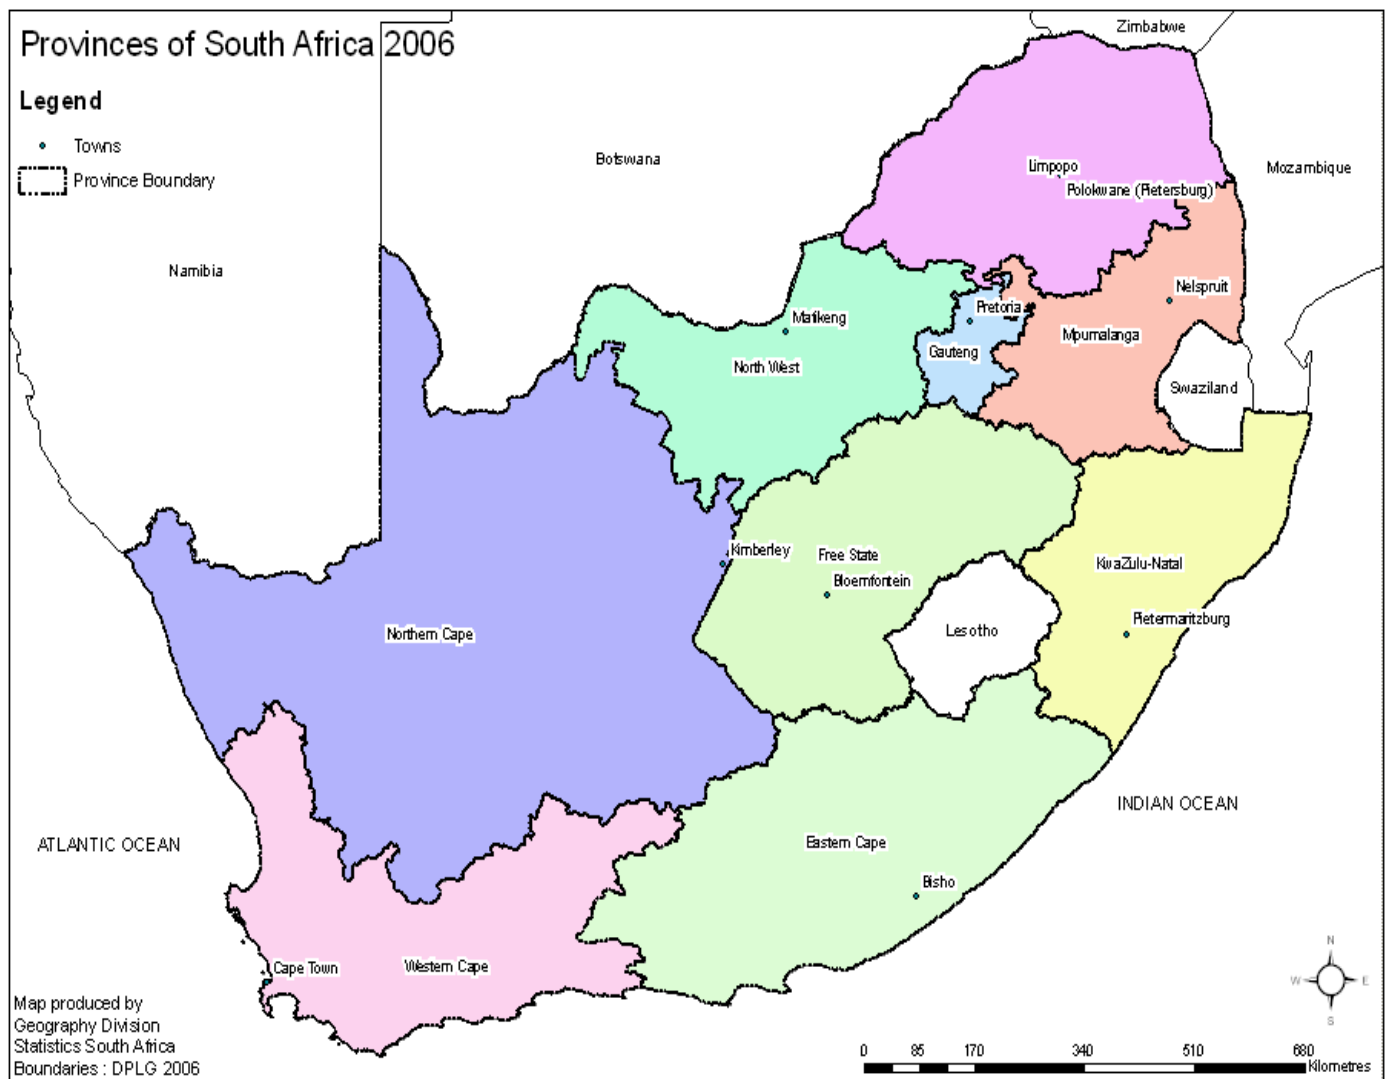 Provinces of South Africa 2006
Legend
Towns
Province Boundary
Zimbabwe
Botswana
Mozambique
Limpopo
Polokwane (Pietersburg)
Namibia
Nelspruit
Pretoria
Mafikeng
Mpumalanga
Gauteng
North West
Swaziland
Kimberley
Free State
KwaZulu-Natal
Bloemfontein
Pietermaritzburg
Lesotho
Northern Cape
INDIAN OCEAN
ATLANTIC OCEAN
Eastern Cape
Bisho
Cape Town
Western Cape
N
W E
S
Map produced by
Geography Division
Statistics South Africa
Boundaries : DPLG 2006
0 85 170 340 510 680
Kilometres